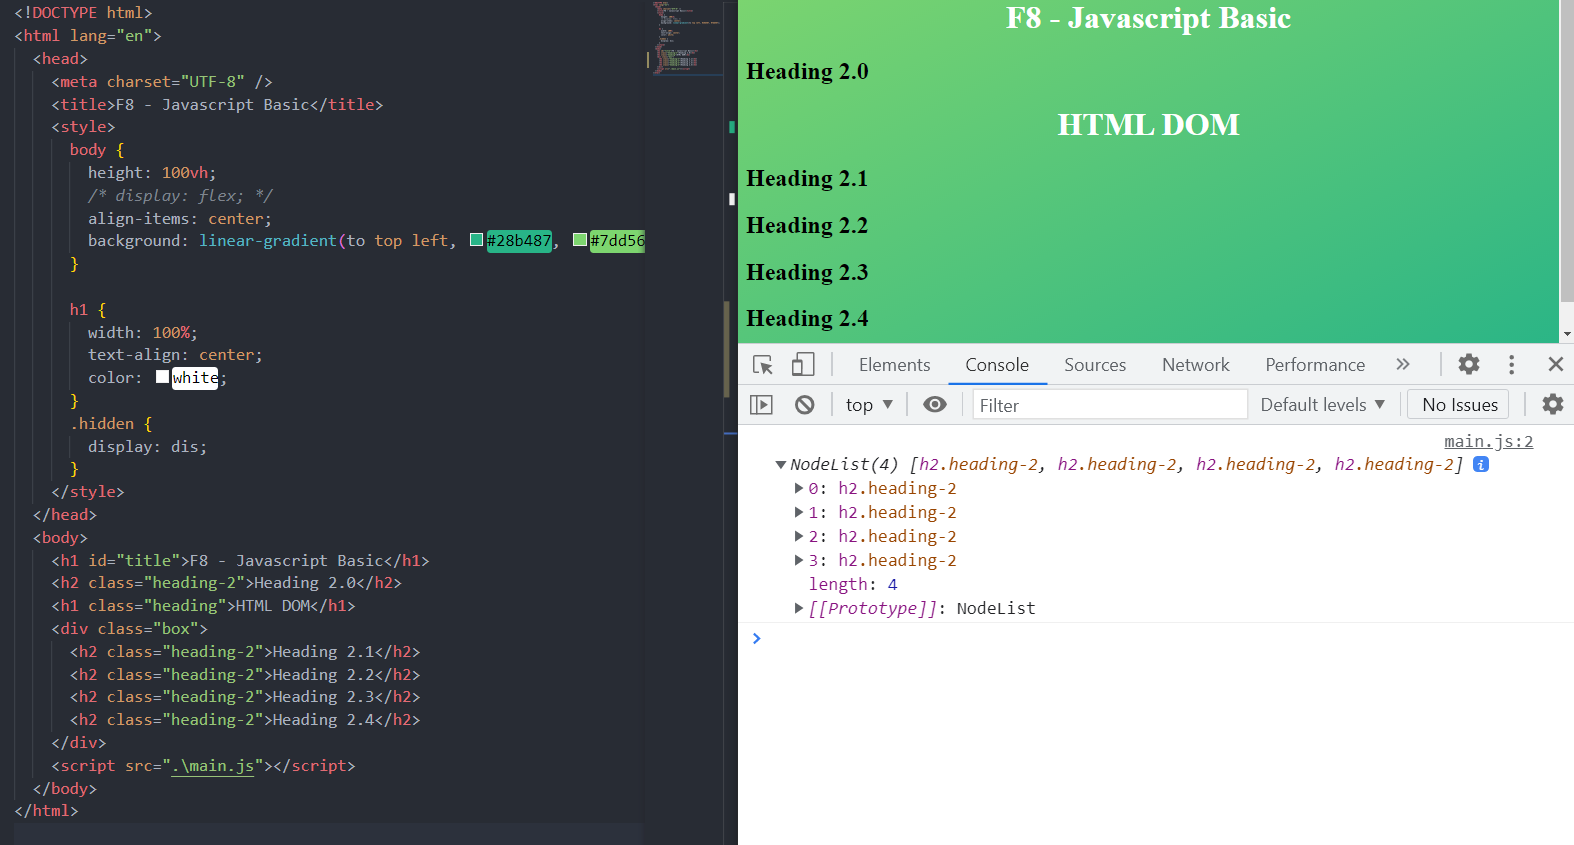 <!DOCTYPE html>
<html lang="en">
<head>
<meta charset="UTF-8" />
<title>F8 - Javascript Basic</title>
<style>
body {
height: 100vh;
/* display: flex; */
align-items: center;
background: linear-gradient(to top left, #28b487, #7dd56
}
h1 {
width: 100%;
text-align: center;
color: white;
}
.hidden {
display: dis;
}
</style>
</head>
<body>
<h1 id="title">F8 - Javascript Basic</h1>
<h2 class="heading-2">Heading 2.0</h2>
<h1 class="heading">HTML DOM</h1>
<div class="box">
<h2 class="heading-2">Heading 2.1</h2>
<h2 class="heading-2">Heading 2.2</h2>
<h2 class="heading-2">Heading 2.3</h2>
<h2 class="heading-2">Heading 2.4</h2>
</div>
<script src=".\main.js"></script>
</body>
</html>
F8 - Javascript Basic
Heading 2.0
HTML DOM
Heading 2.1
Heading 2.2
Heading 2.3
Heading 2.4
Elements Console Sources Network Performance »
top ▼ Filter Default levels ▼ No Issues
main.js:2
▼NodeList(4) [h2.heading-2, h2.heading-2, h2.heading-2, h2.heading-2] i
▶0: h2.heading-2
▶1: h2.heading-2
▶2: h2.heading-2
▶3: h2.heading-2
length: 4
▶[[Prototype]]: NodeList
>